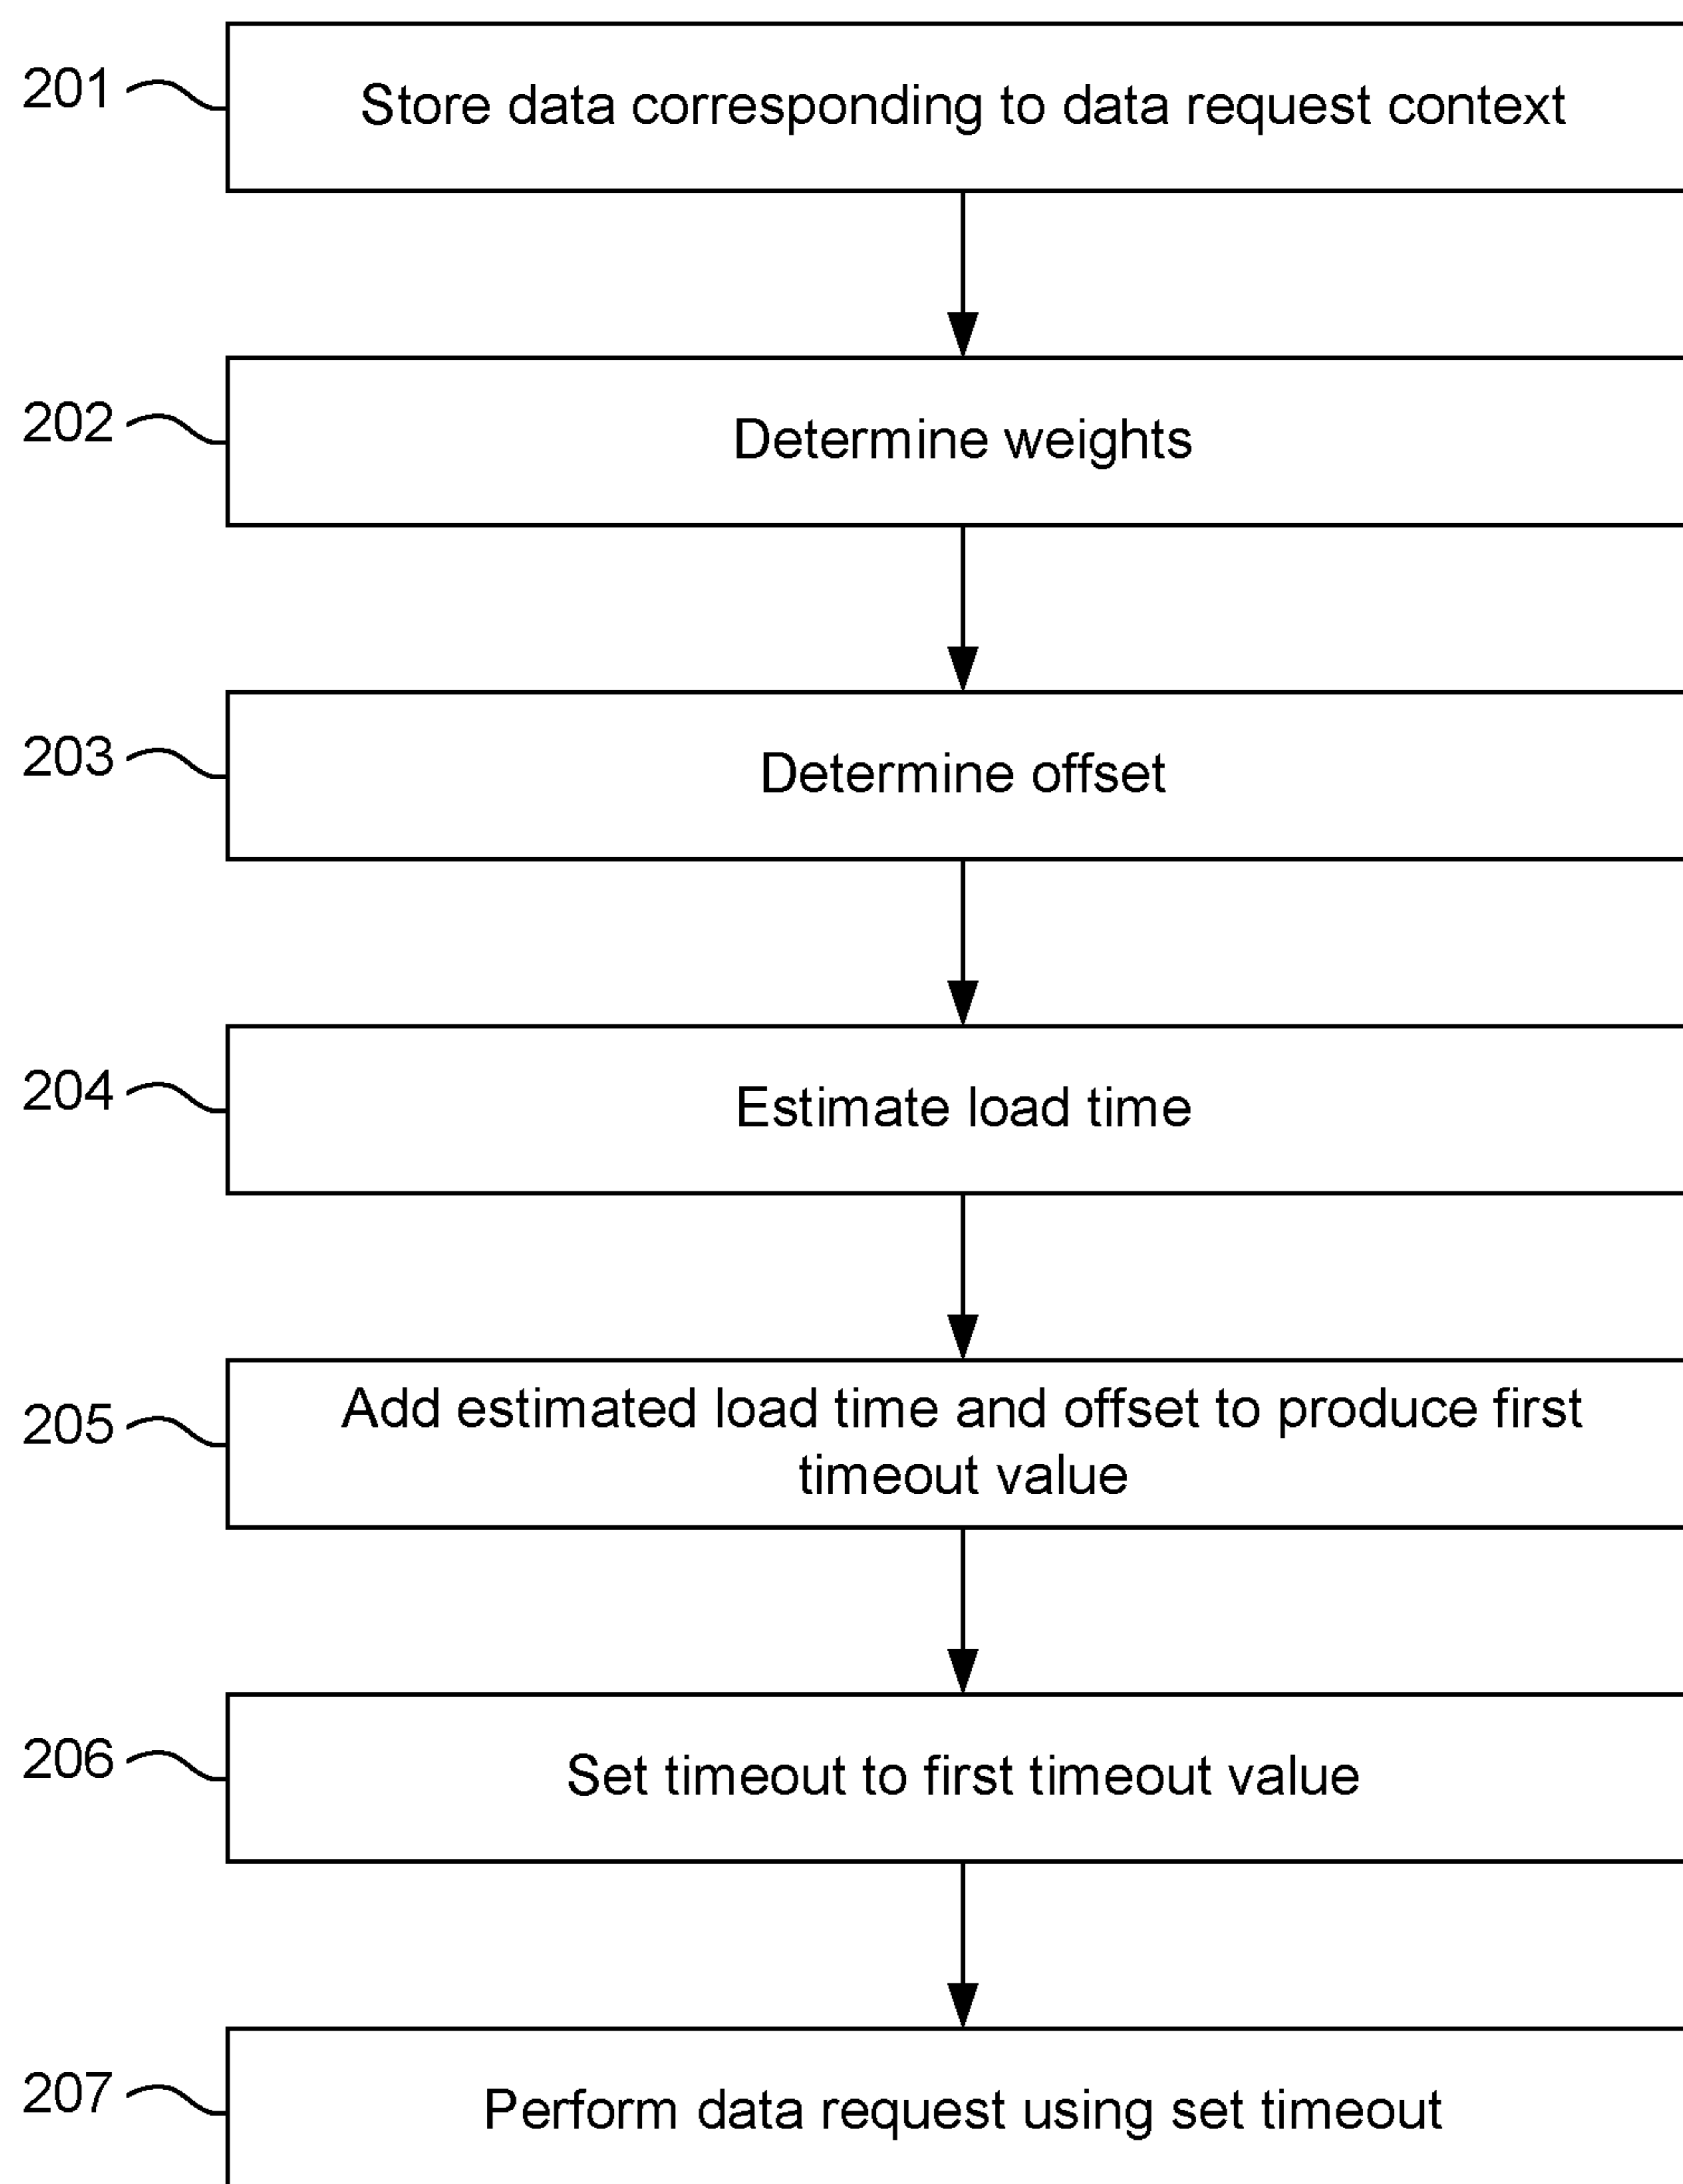 201
Store data corresponding to data request context
202
Determine weights
203
Determine offset
204
Estimate load time
205
Add estimated load time and offset to produce first
timeout value
206
Set timeout to first timeout value
207
Perform data request using set timeout